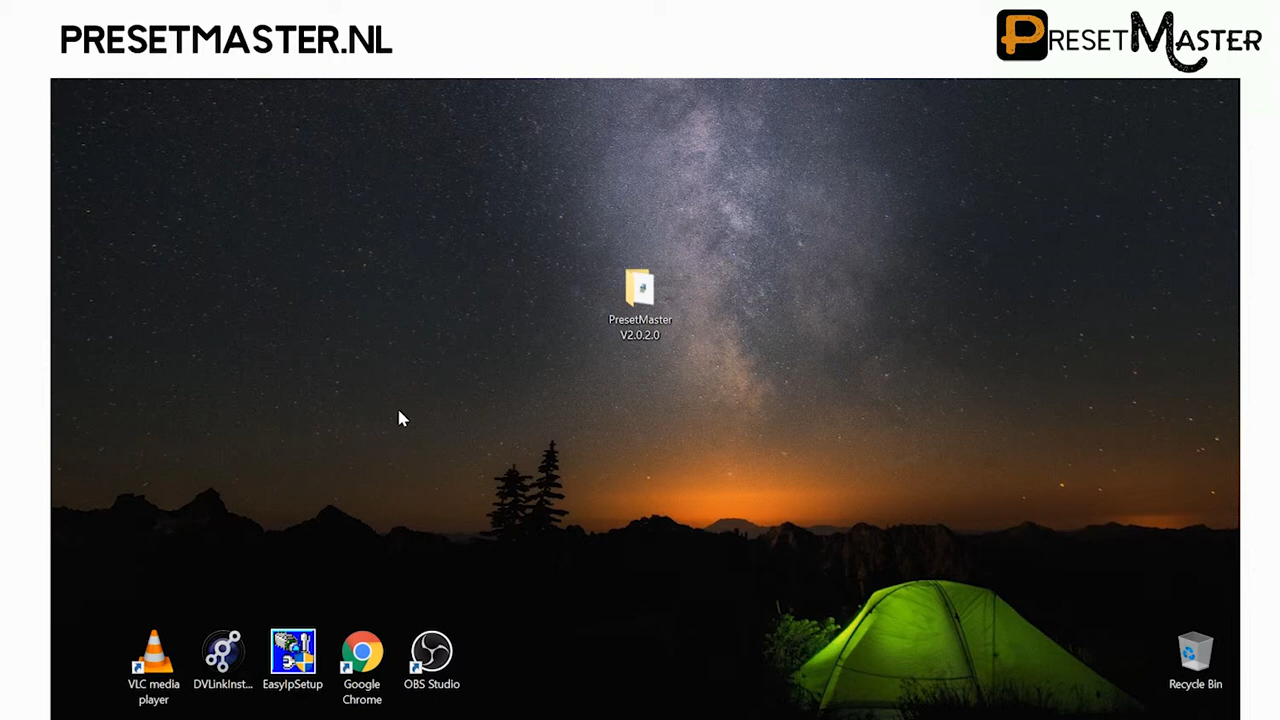 PRESETMASTER.NL
PRESETMASTER
PresetMaster
V2.0.2.0
VLC media
player
DVLinkInst...
EasyIpSetup
Google
Chrome
OBS Studio
Recycle Bin